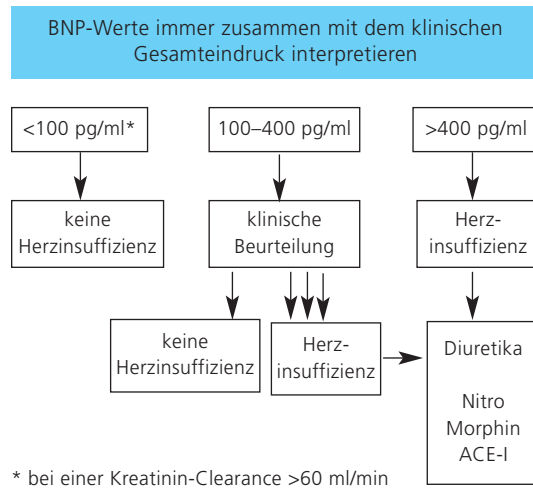 BNP-Werte immer zusammen mit dem klinischen
Gesamteindruck interpretieren
<100 pg/ml*
100–400 pg/ml
>400 pg/ml
keine
Herzinsuffizienz
klinische
Beurteilung
Herz-
insuffizienz
keine
Herzinsuffizienz
Herz-
insuffizienz
Diuretika
Nitro
Morphin
ACE-I
* bei einer Kreatinin-Clearance >60 ml/min